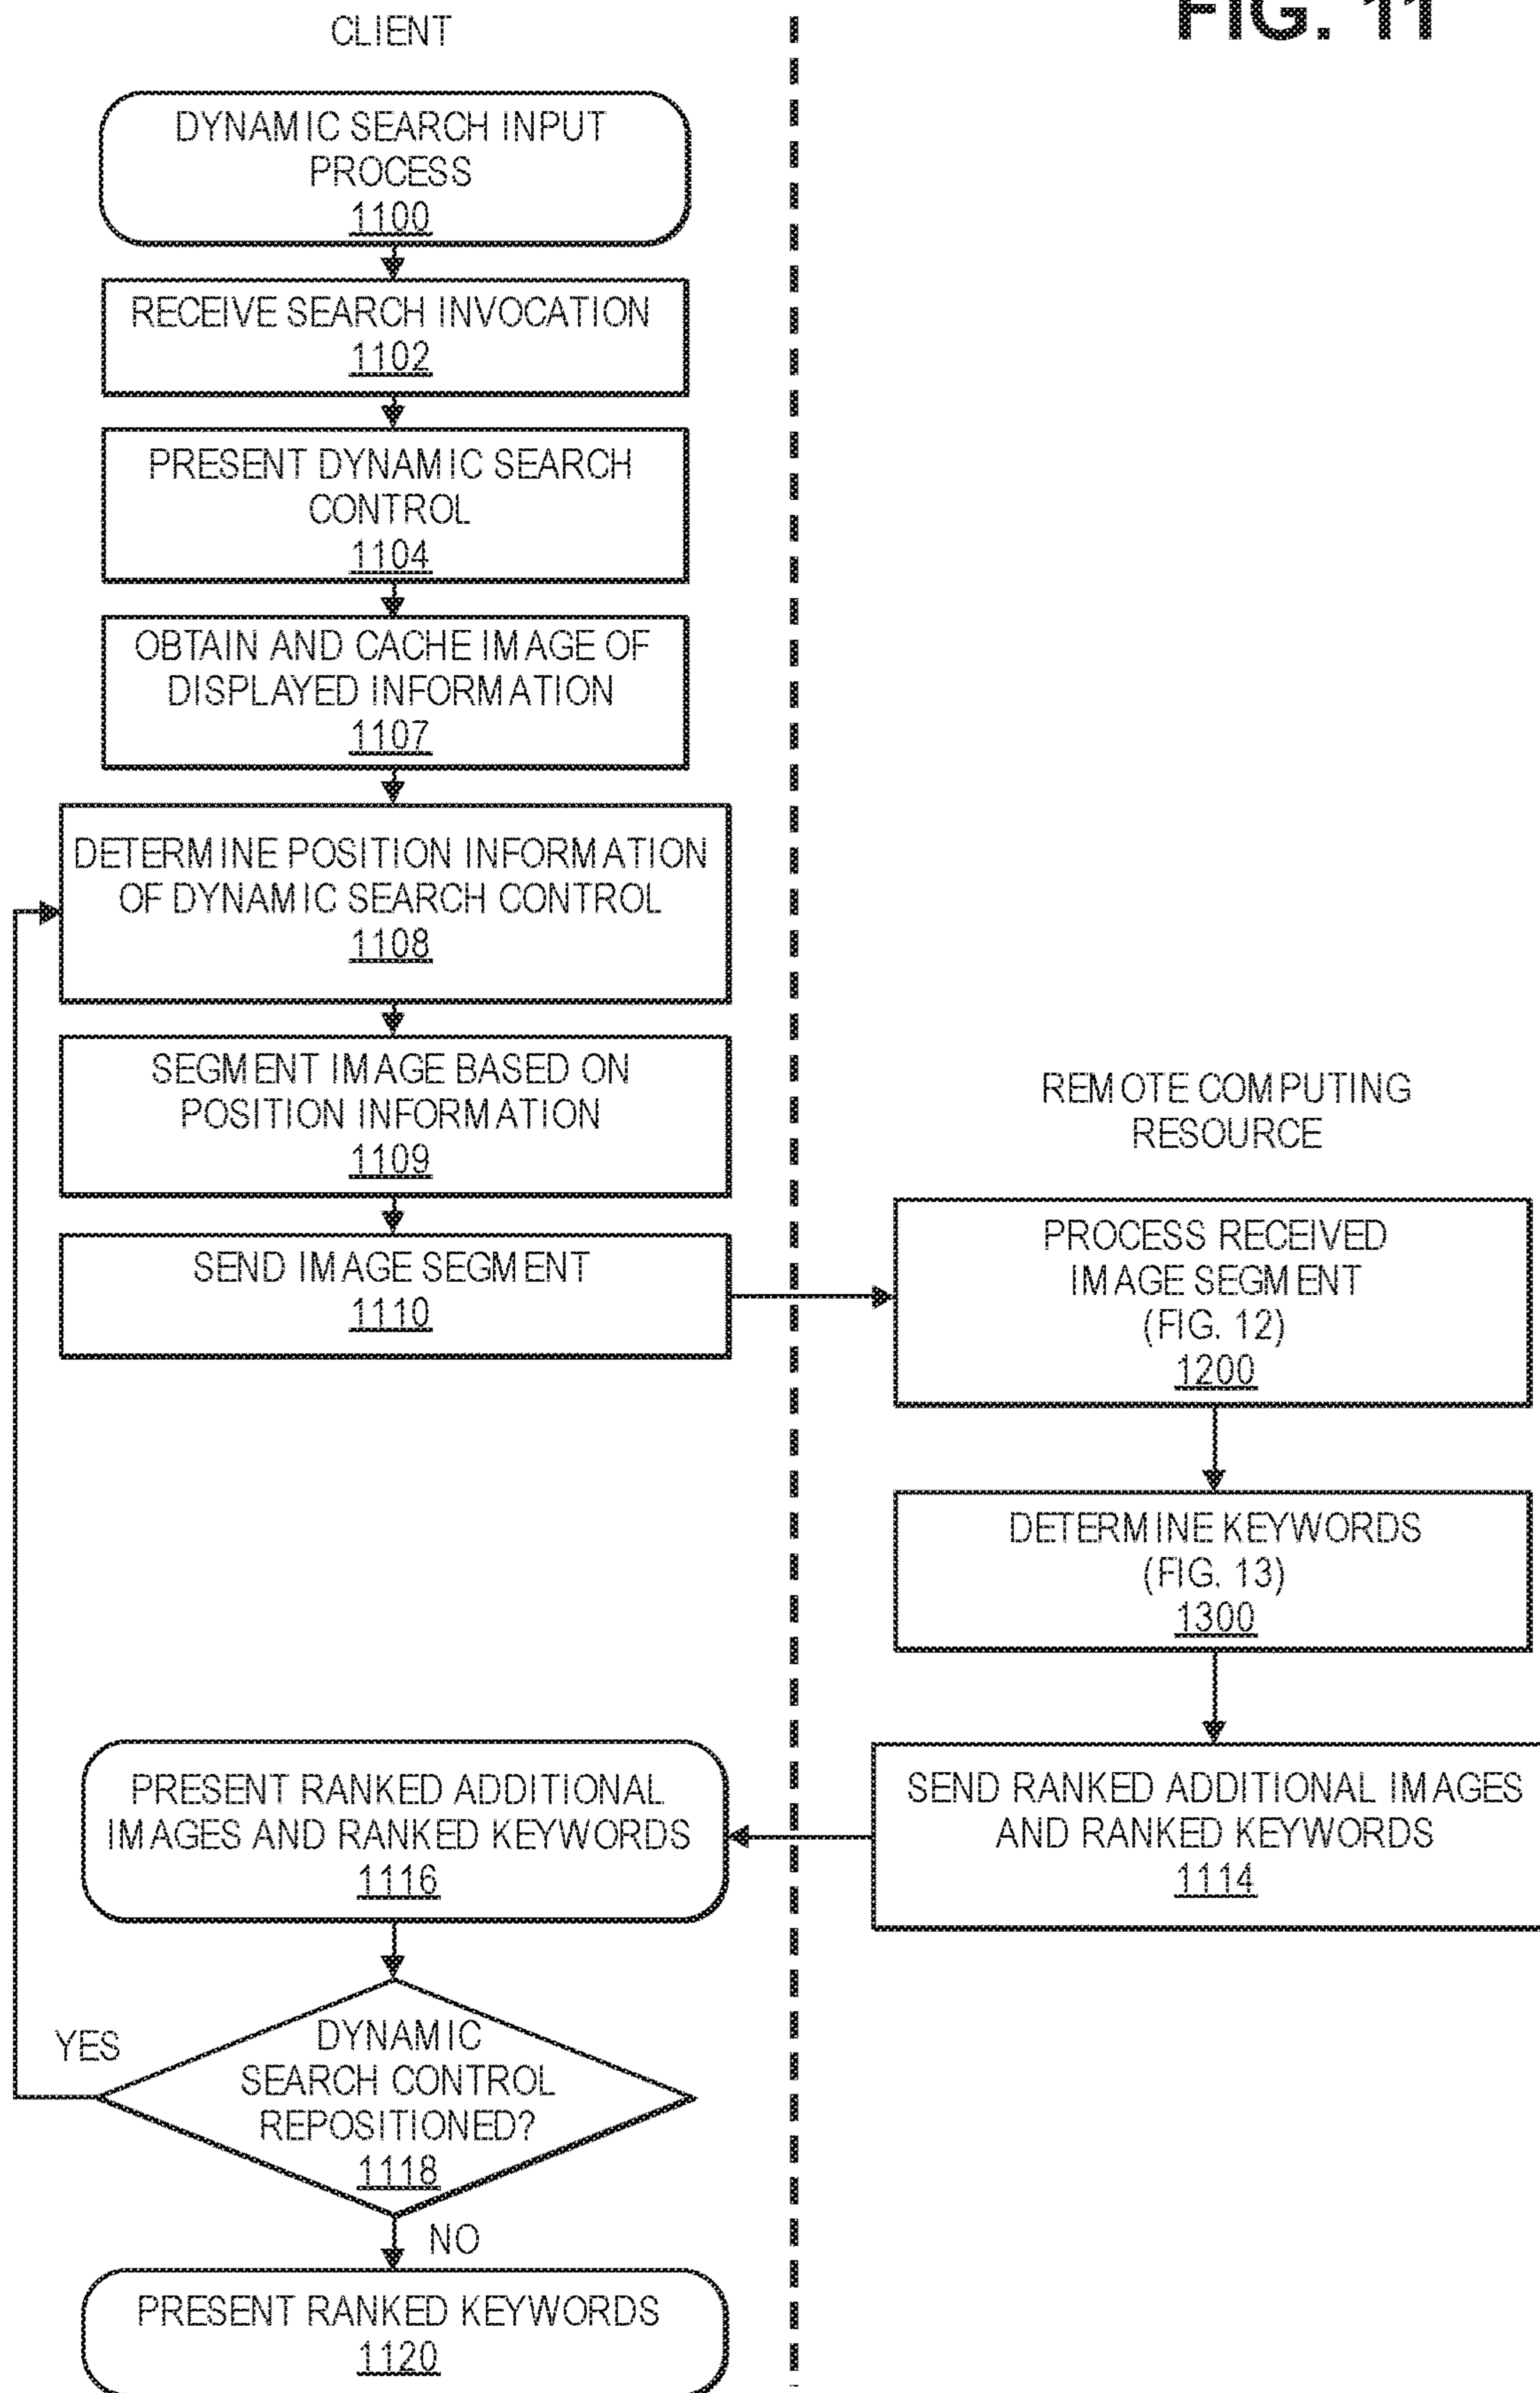 FIG. 11
CLIENT
DYNAMIC SEARCH INPUT
PROCESS
1100
RECEIVE SEARCH INVOCATION
1102
PRESENT DYNAMIC SEARCH
CONTROL
1104
OBTAIN AND CACHE IMAGE OF
DISPLAYED INFORMATION
1107
DETERMINE POSITION INFORMATION
OF DYNAMIC SEARCH CONTROL
1108
SEGMENT IMAGE BASED ON
POSITION INFORMATION
1109
SEND IMAGE SEGMENT
1110
REMOTE COMPUTING
RESOURCE
PROCESS RECEIVED
IMAGE SEGMENT
(FIG. 12)
1200
DETERMINE KEYWORDS
(FIG. 13)
1300
SEND RANKED ADDITIONAL IMAGES
AND RANKED KEYWORDS
1114
PRESENT RANKED ADDITIONAL
IMAGES AND RANKED KEYWORDS
1116
DYNAMIC
SEARCH CONTROL
REPOSITIONED?
1118
YES
NO
PRESENT RANKED KEYWORDS
1120